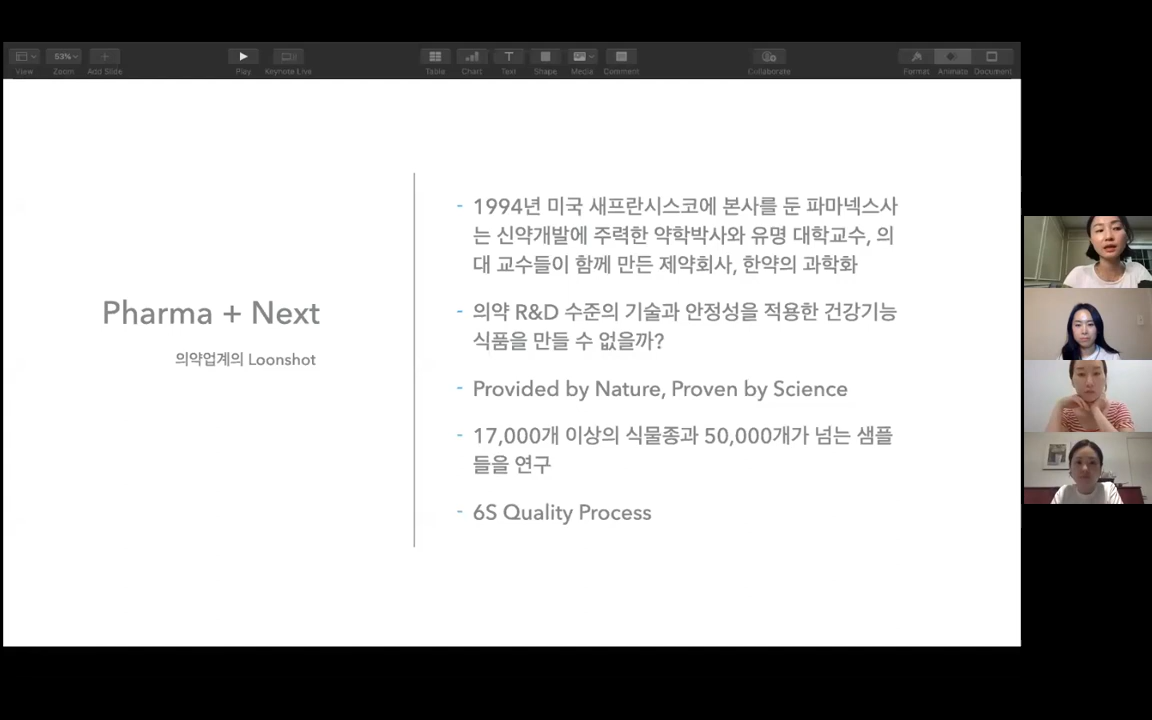 View
53%
Zoom
Add Slide
Play
Keynote Live
Table
Chart
Text
Shape
Media
Comment
Collaborate
Format
Animate
Document
Pharma + Next
의약업계의 Loonshot
- 1994년 미국 새프란시스코에 본사를 둔 파마넥스사
는 신약개발에 주력한 약학박사와 유명 대학교수, 의
대 교수들이 함께 만든 제약회사, 한약의 과학화
- 의약 R&D 수준의 기술과 안정성을 적용한 건강기능
식품을 만들 수 없을까?
- Provided by Nature, Proven by Science
- 17,000개 이상의 식물종과 50,000개가 넘는 샘플
들을 연구
- 6S Quality Process